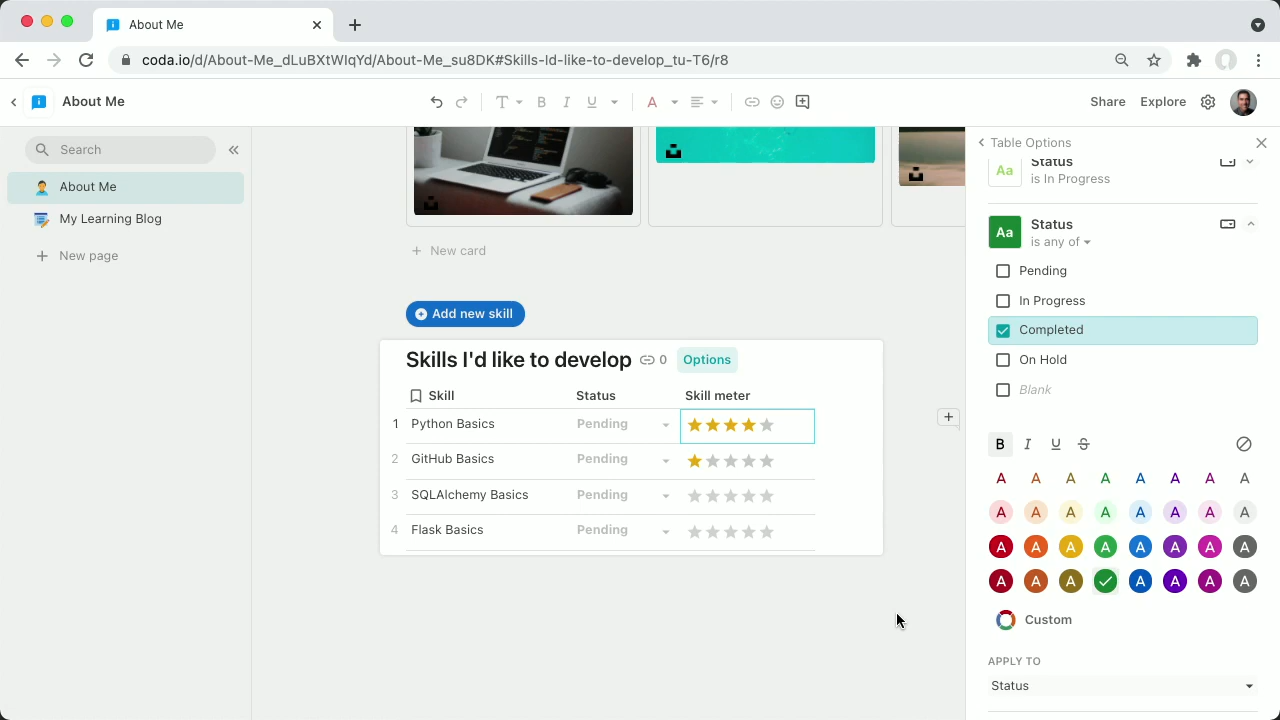 About Me
coda.io/d/About-Me_dLuBXtWlqYd/About-Me_su8DK#Skills-Id-like-to-develop_tu-T6/r8
About Me
T
B
I
U
A
Share
Explore
Search
About Me
My Learning Blog
New page
New card
Add new skill
Skills I'd like to develop
0
Options
Skill
Status
Skill meter
1
Python Basics
Pending
2
GitHub Basics
Pending
3
SQLAlchemy Basics
Pending
4
Flask Basics
Pending
Table Options
Aa
Status
is In Progress
Aa
Status
is any of
Pending
In Progress
Completed
On Hold
Blank
B I U S
A A A A A A A A
A A A A A A A A
A A A A A A A A
A A A A A A A
Custom
APPLY TO
Status